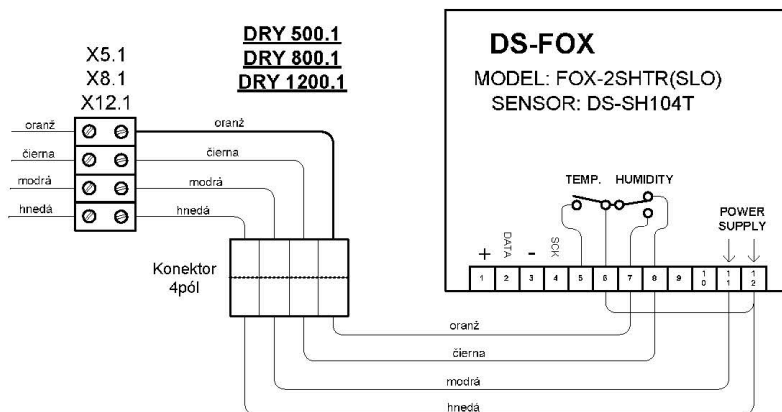 DRY 500.1
DRY 800.1
DRY 1200.1
X5.1
X8.1
X12.1
oranž
čierna
modrá
hnedá
oranž
čierna
modrá
hnedá
Konektor
4pól
DS-FOX
MODEL: FOX-2SHTR(SLO)
SENSOR: DS-SH104T
TEMP. HUMIDITY
POWER
SUPPLY
+ DATA - SCK
1 2 3 4 5 6 7 8 9 10 11 12
oranž
čierna
modrá
hnedá